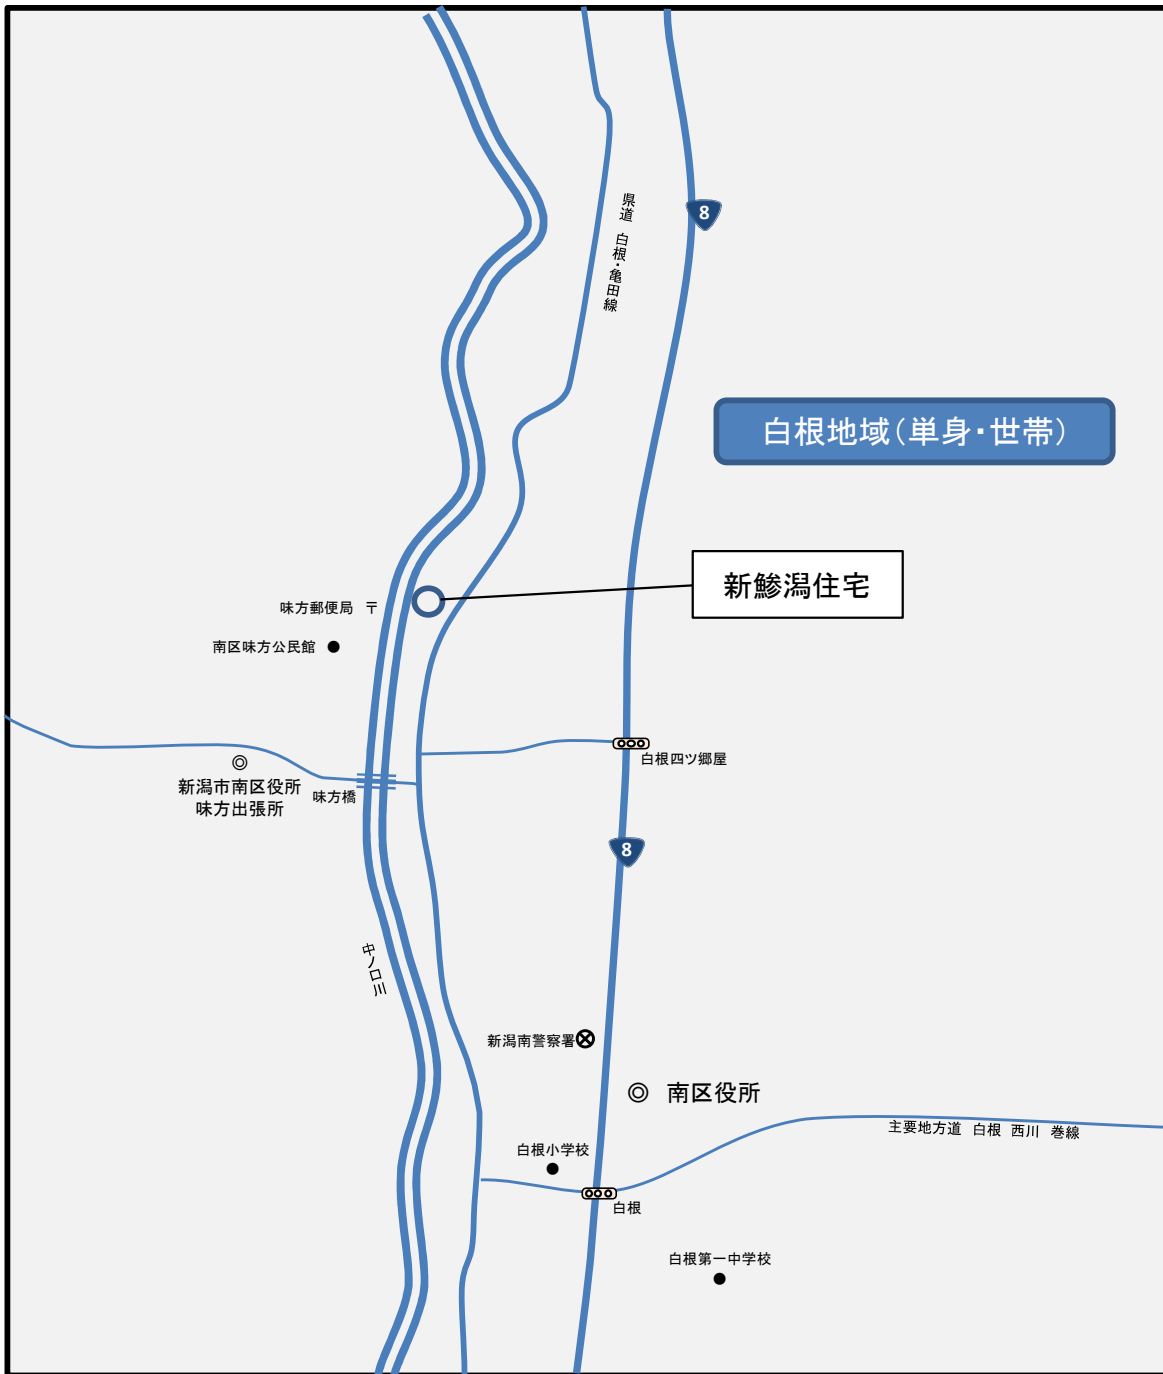 8
県道 白根・亀田線
白根地域(単身・世帯)
新鯵潟住宅
味方郵便局 〒
南区味方公民館
白根四ツ郷屋
新潟市南区役所
味方出張所
味方橋
8
中ノ口川
新潟南警察署
南区役所
主要地方道 白根 西川 巻線
白根小学校
白根
白根第一中学校